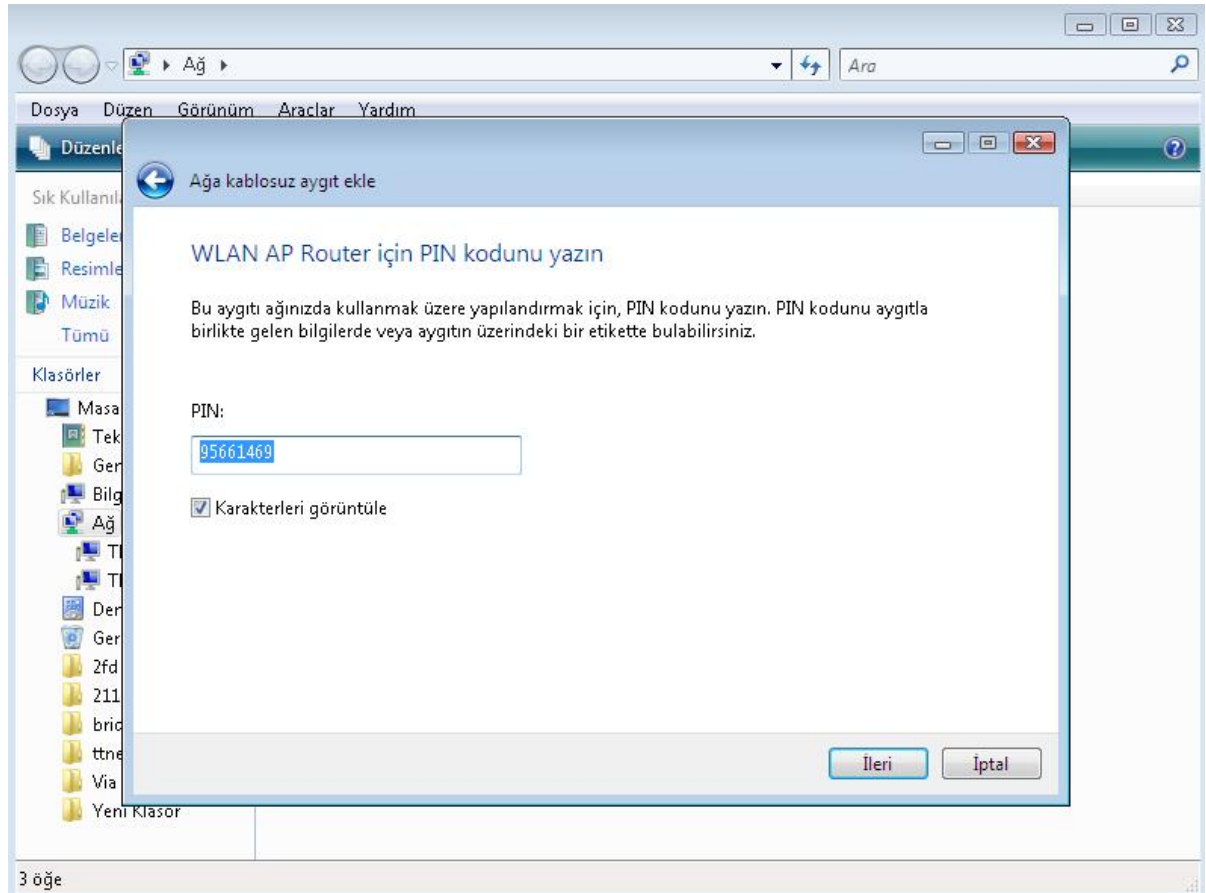 Ağ
Ara
Dosya Düzen Görünüm Araçlar Yardım
Düzenle
Ağa kablosuz aygıt ekle
Sık Kullanıla
Belgeler
Resimle
Müzik
Tümü
Klasörler
Masa
Tek
Gen
Bilg
Ağ
Der
Ger
2fd
211
bric
ttne
Via
Yeni Klasör
WLAN AP Router için PIN kodunu yazın
Bu aygıtı ağınızda kullanmak üzere yapılandırmak için, PIN kodunu yazın. PIN kodunu aygıtla
birlikte gelen bilgilerde veya aygıtın üzerindeki bir etikette bulabilirsiniz.
PIN:
95661469
Karakterleri görüntüle
İleri İptal
3 öğe